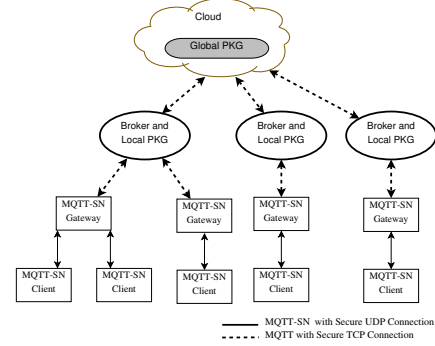 Cloud
Global PKG
Broker and
Local PKG
Broker and
Local PKG
Broker and
Local PKG
MQTT-SN
Gateway
MQTT-SN
Gateway
MQTT-SN
Gateway
MQTT-SN
Gateway
MQTT-SN
Client
MQTT-SN
Client
MQTT-SN
Client
MQTT-SN
Client
MQTT-SN
Client
MQTT-SN with Secure UDP Connection
MQTT with Secure TCP Connection